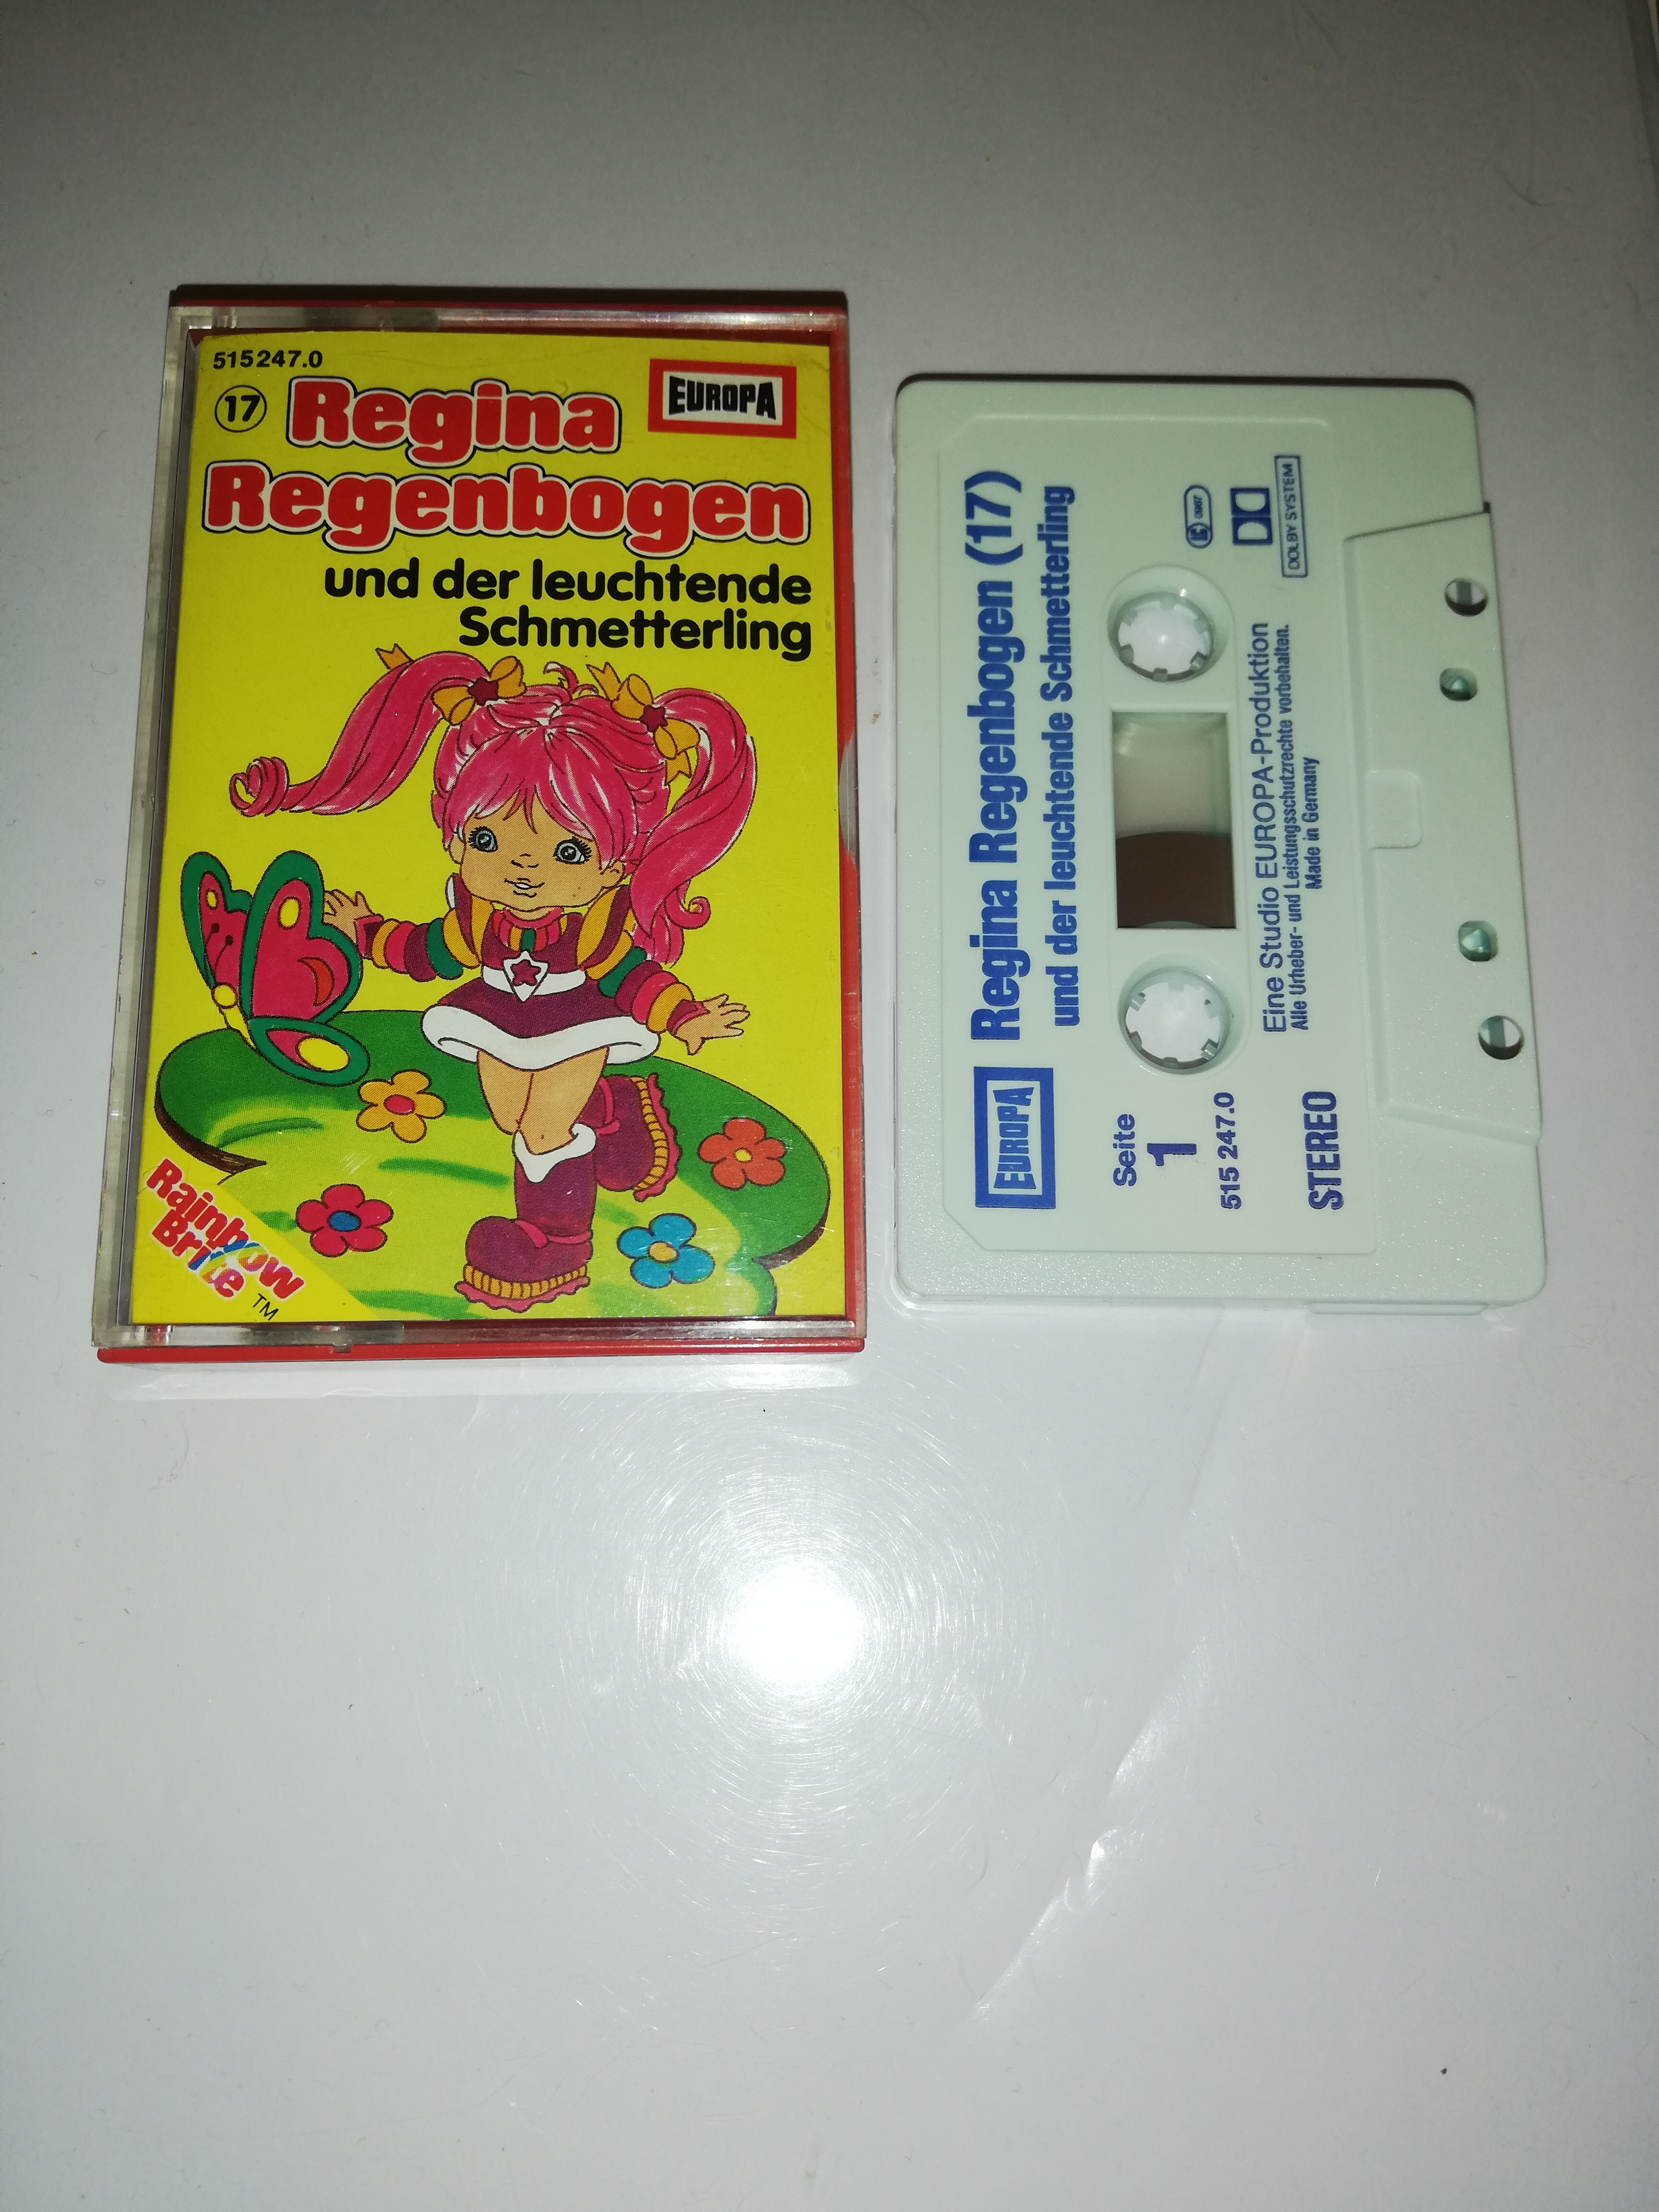 515247.0
17
Regina
EUROPA
Regenbogen
und der leuchtende
Schmetterling
Rainbow
Brite
TM
EUROPA
Regina Regenbogen (17)
und der leuchtende Schmetterling
Seite
1
515 247.0
STEREO
Eine Studio EUROPA-Produktion
Alle Urheber- und Leistungsschutzrechte vorbehalten.
Made in Germany
DOLBY SYSTEM